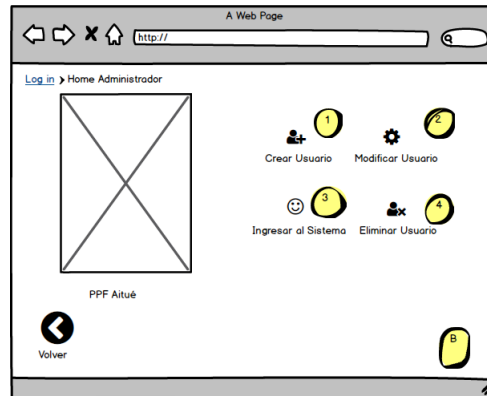 A Web Page
http://
Log in > Home Administrador
1
2
Crear Usuario
Modificar Usuario
3
4
Ingresar al Sistema
Eliminar Usuario
PPF Aitué
Volver
B